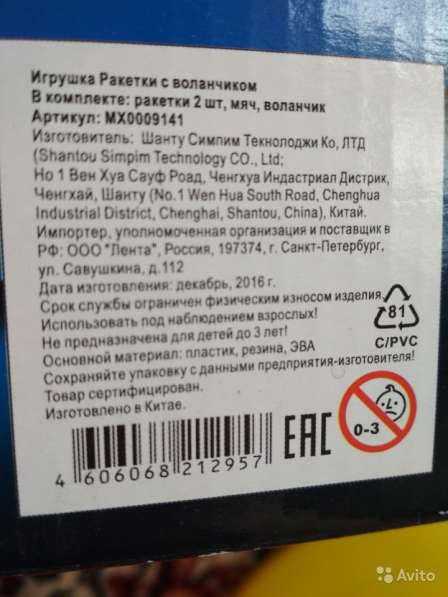 Игрушка Ракетки с воланчиком
В комплекте: ракетки 2 шт, мяч, воланчик
Артикул: MX0009141
Изготовитель: Шанту Симпим Текнолоджи Ко, ЛТД
(Shantou Simpim Technology CO., Ltd;
Но 1 Вен Хуа Сауф Роад, Ченгхуа Индастриал Дистрик,
Ченгхай, Шанту (No.1 Wen Hua South Road, Chenghua
Industrial District, Chenghai, Shantou, China), Китай.
Импортер, уполномоченная организация и поставщик в
РФ: ООО "Лента", Россия, 197374, г. Санкт-Петербург,
ул. Савушкина, д.112
Дата изготовления: декабрь, 2016 г.
Срок службы ограничен физическим износом изделия.
Использовать под наблюдением взрослых!
Не предназначена для детей до 3 лет!
Основной материал: пластик, резина, ЭВА
Сохраняйте упаковку с данными предприятия-изготовителя!
Товар сертифицирован.
Изготовлено в Китае.
81
C/PVC
4 606068 212957
EAC
0-3
Avito